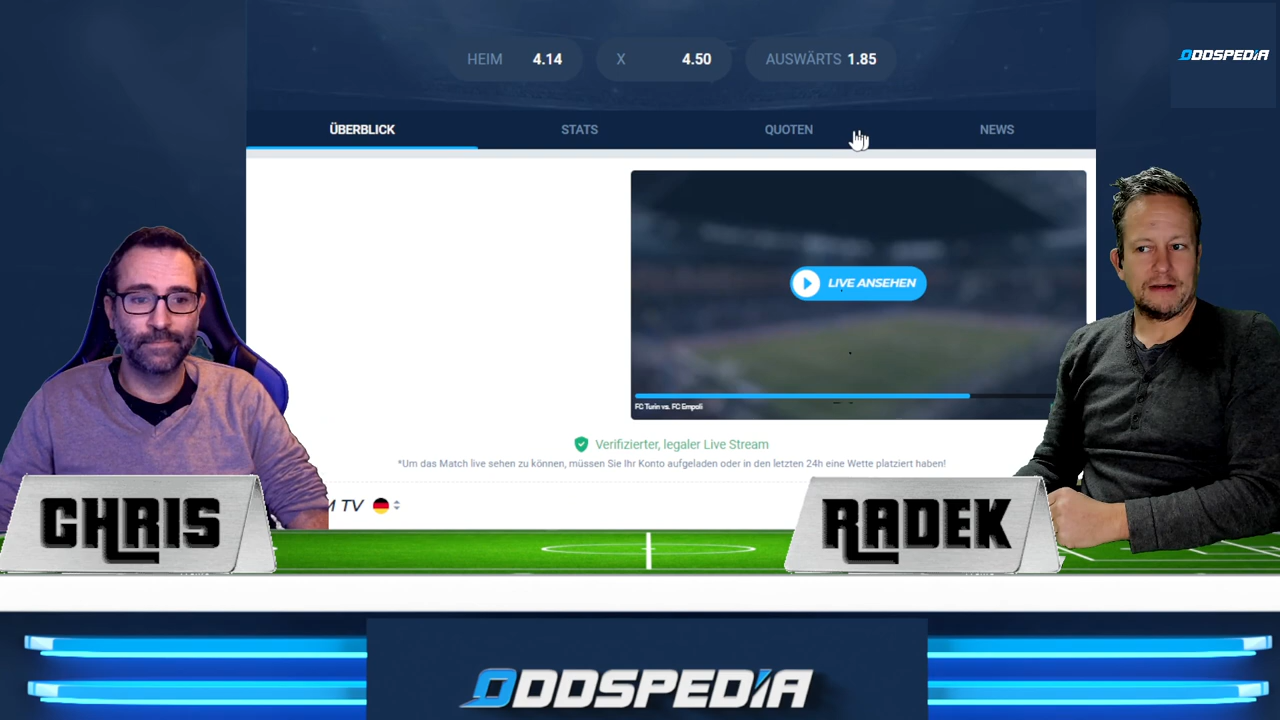 HEIM 4.14 X 4.50 AUSWÄRTS 1.85
ODDSPEDIA
ÜBERBLICK STATS QUOTEN NEWS
LIVE ANSEHEN
FC Turin vs. FC Empoli
Verifizierter, legaler Live Stream
*Um das Match live sehen zu können, müssen Sie Ihr Konto aufgeladen oder in den letzten 24h eine Wette platziert haben!
TV
CHRIS
RADEK
ODDSPEDIA